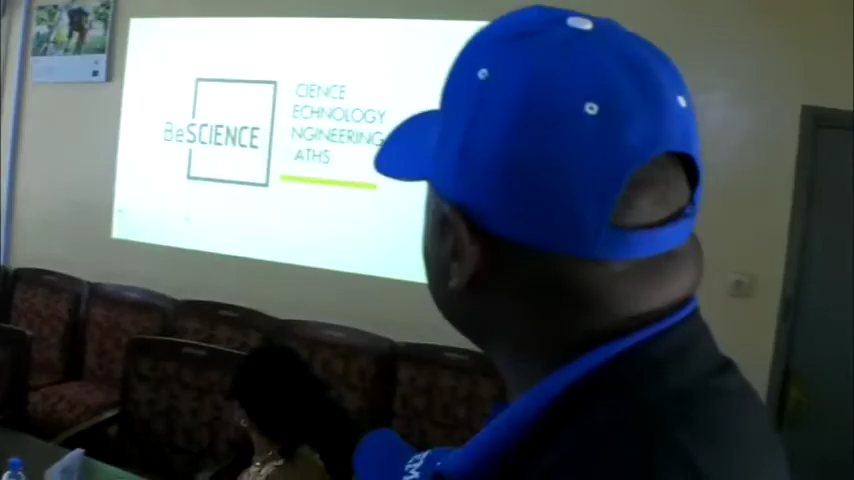 BeSCIENCE
CIENCE
ECHNOLOGY
NGINEERING
ATHS